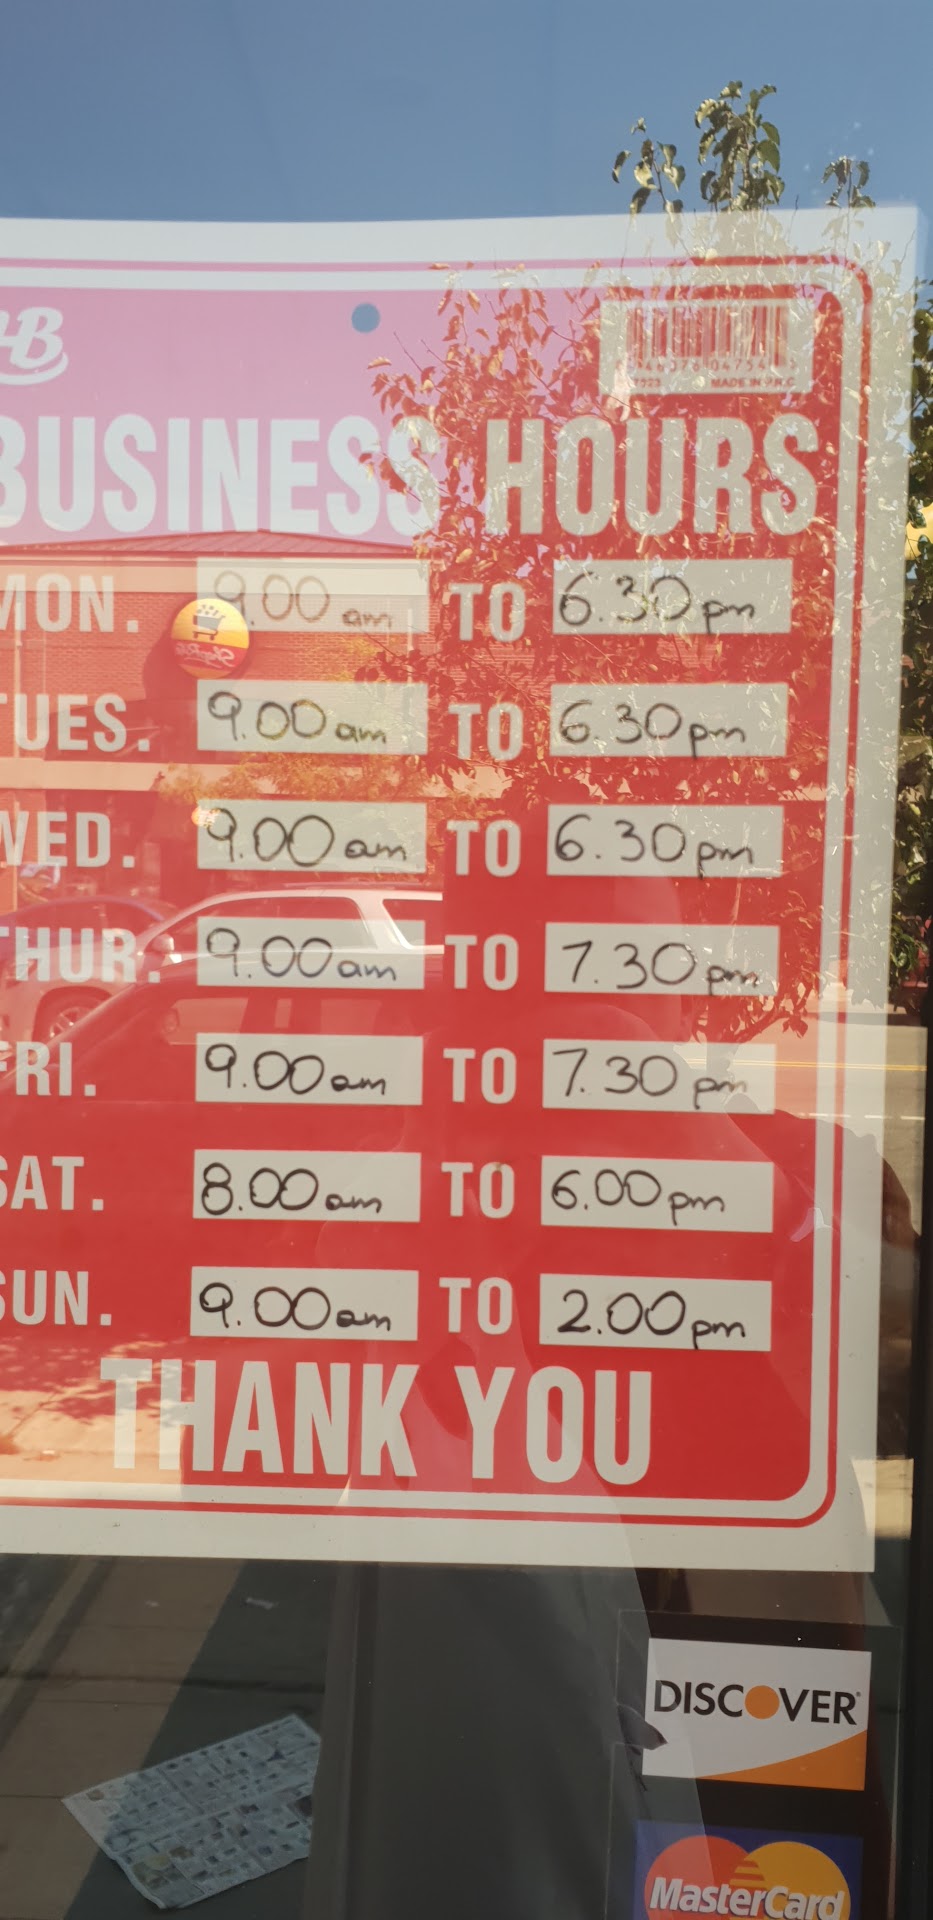 HB
MADE IN P.R.C
BUSINESS HOURS
MON. 9.00 am TO 6.30 pm
TUES. 9.00 am TO 6.30 pm
WED. 9.00 am TO 6.30 pm
THUR. 9.00 am TO 7.30 pm
FRI. 9.00 am TO 7.30 pm
SAT. 8.00 am TO 6.00 pm
SUN. 9.00 am TO 2.00 pm
THANK YOU
DISCOVER
MasterCard